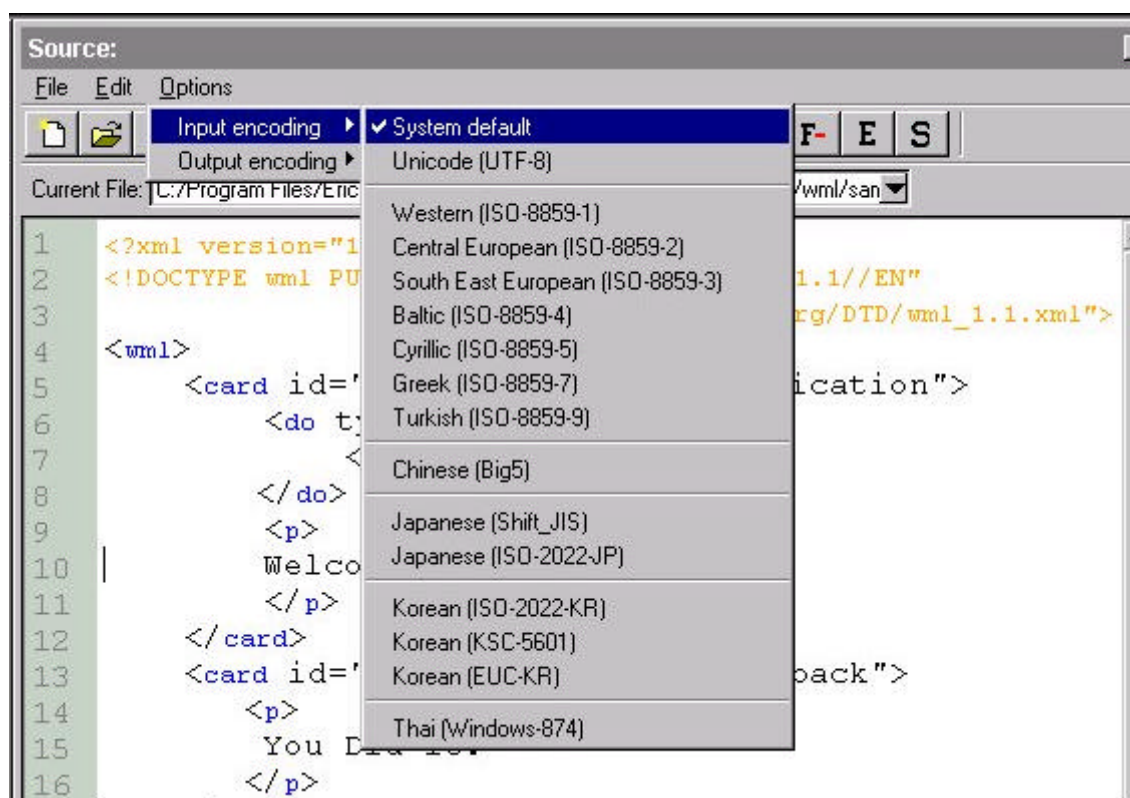 Source:
File Edit Options
Input encoding System default F- E S
Output encoding Unicode (UTF-8)
Current File: C:/Program Files/Eric /wml/san
Western (ISO-8859-1)
Central European (ISO-8859-2)
South East European (ISO-8859-3)
Baltic (ISO-8859-4)
Cyrillic (ISO-8859-5)
Greek (ISO-8859-7)
Turkish (ISO-8859-9)
Chinese (Big5)
Japanese (Shift_JIS)
Japanese (ISO-2022-JP)
Korean (ISO-2022-KR)
Korean (KSC-5601)
Korean (EUC-KR)
Thai (Windows-874)
1 <?xml version="1
2 <!DOCTYPE wml PU 1.1//EN"
3 rg/DTD/wml_1.1.xml">
4 <wml>
5 <card id=" ication">
6 <do ty
7 <
8 </do>
9 <p>
10 Welco
11 </p>
12 </card>
13 <card id=" back">
14 <p>
15 You Did it.
16 </p>